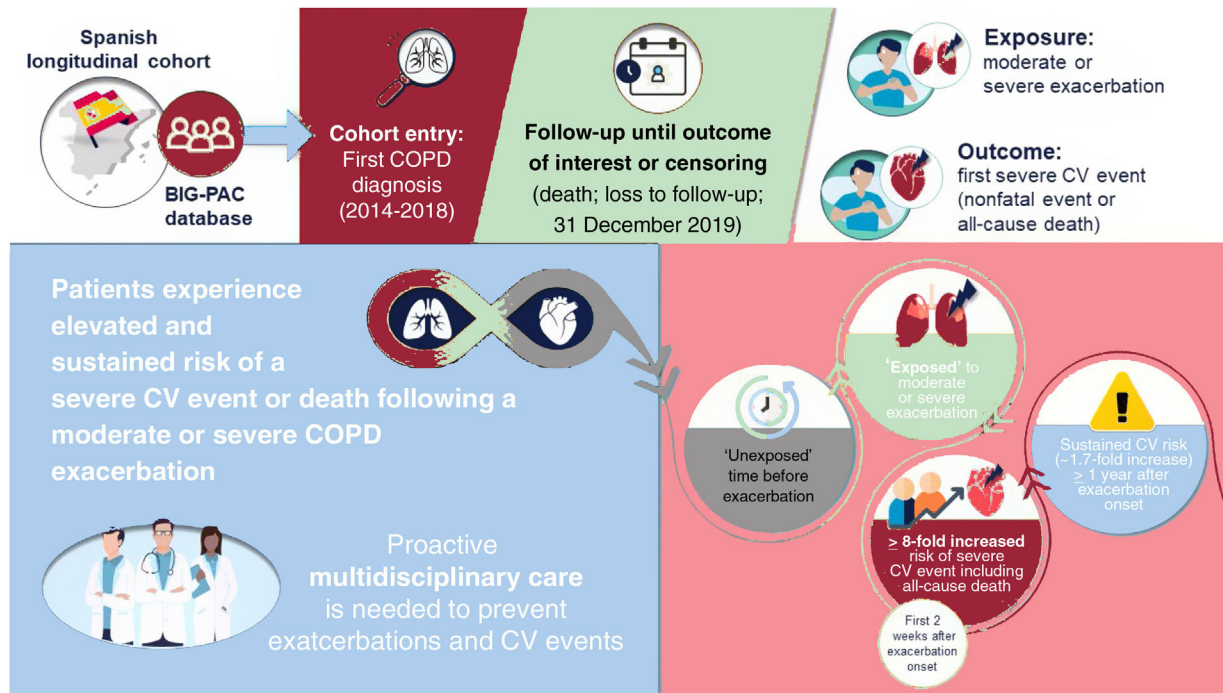 Spanish
longitudinal cohort
BIG-PAC
database
Cohort entry:
First COPD
diagnosis
(2014-2018)
Follow-up until outcome
of interest or censoring
(death; loss to follow-up;
31 December 2019)
Exposure:
moderate or
severe exacerbation
Outcome:
first severe CV event
(nonfatal event or
all-cause death)
Patients experience
elevated and
sustained risk of a
severe CV event or death following a
moderate or severe COPD
exacerbation
Proactive
multidisciplinary care
is needed to prevent
exatcerbations and CV events
‘Unexposed’
time before
exacerbation
‘Exposed’ to
moderate
or severe
exacerbation
≥ 8-fold increased
risk of severe
CV event including
all-cause death
First 2
weeks after
exacerbation
onset
Sustained CV risk
(~1.7-fold increase)
≥ 1 year after
exacerbation
onset